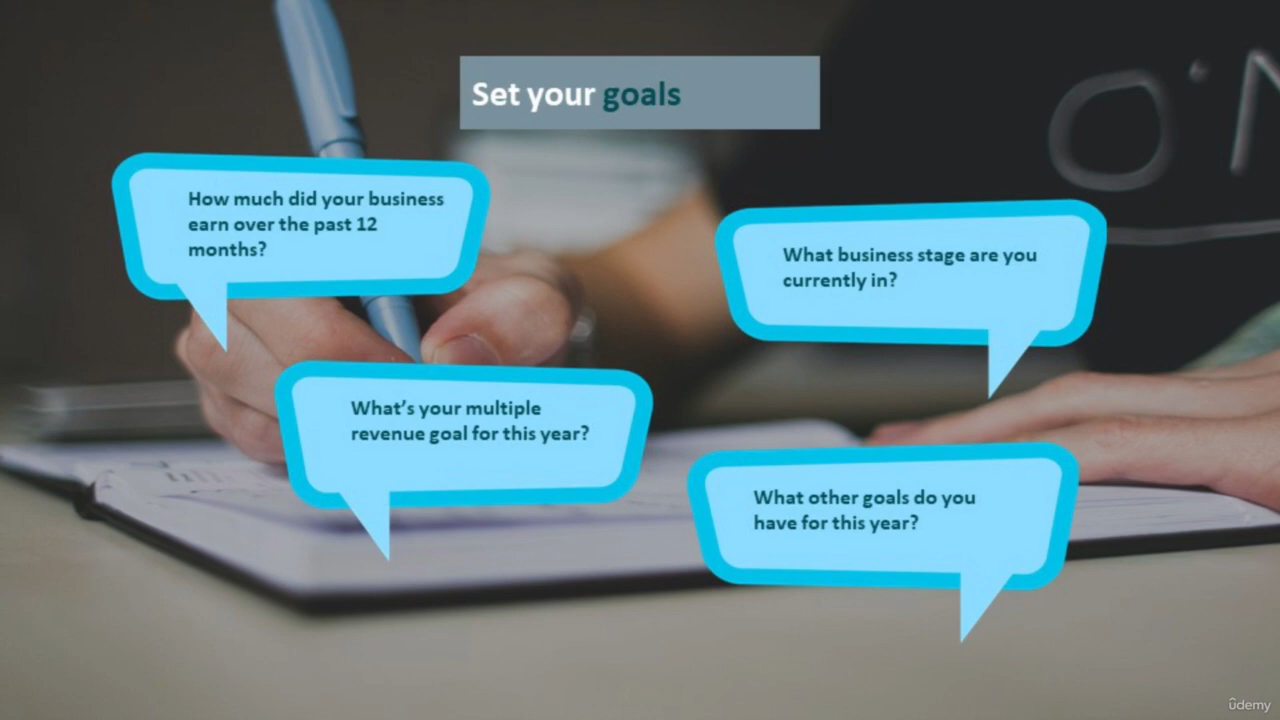 Set your goals
How much did your business
earn over the past 12
months?
What business stage are you
currently in?
What's your multiple
revenue goal for this year?
What other goals do you
have for this year?
ûdemy